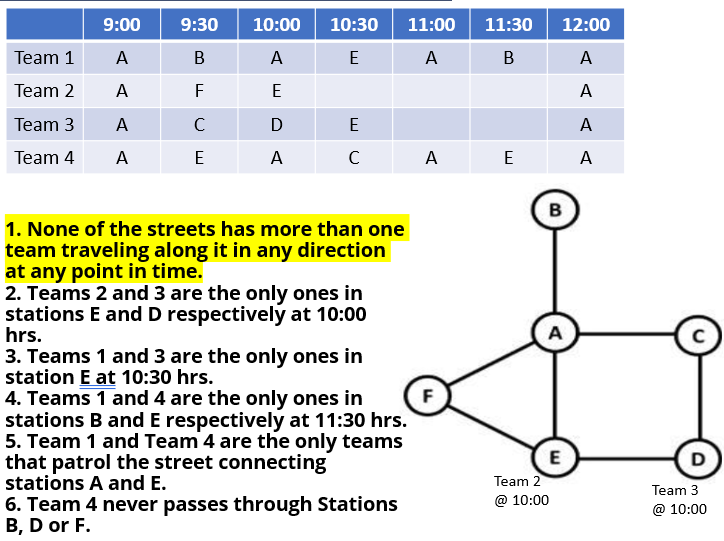 9:00 9:30 10:00 10:30 11:00 11:30 12:00
Team 1 A B A E A B A
Team 2 A F E A
Team 3 A C D E A
Team 4 A E A C A E A
1. None of the streets has more than one
team traveling along it in any direction
at any point in time.
2. Teams 2 and 3 are the only ones in
stations E and D respectively at 10:00
hrs.
3. Teams 1 and 3 are the only ones in
station E at 10:30 hrs.
4. Teams 1 and 4 are the only ones in
stations B and E respectively at 11:30 hrs.
5. Team 1 and Team 4 are the only teams
that patrol the street connecting
stations A and E.
6. Team 4 never passes through Stations
B, D or F.
B
A
C
F
E
D
Team 2
@ 10:00
Team 3
@ 10:00